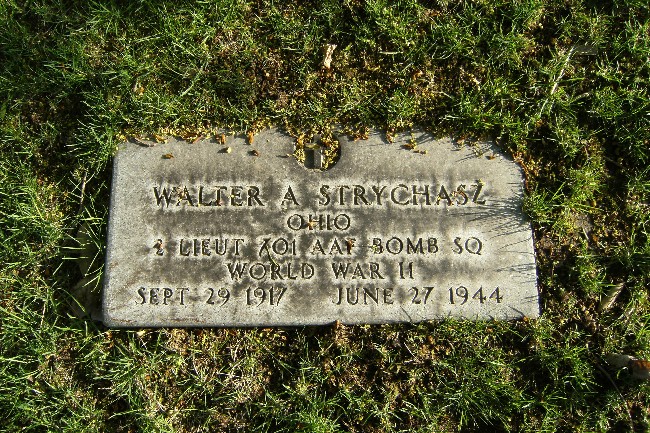 WALTER A STRYCHASZ
OHIO
2 LIEUT 701 AAF BOMB SQ
WORLD WAR II
SEPT 29 1917 JUNE 27 1944